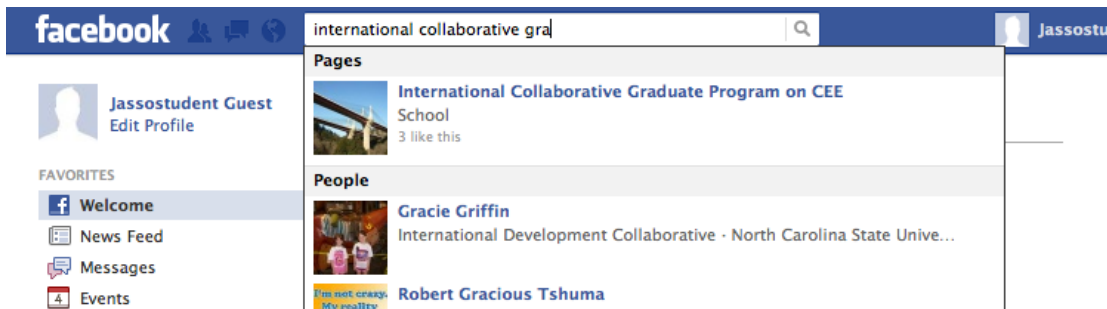 facebook
international collaborative gra
Jassostu
Pages
International Collaborative Graduate Program on CEE
School
3 like this
Jassostudent Guest
Edit Profile
FAVORITES
Welcome
News Feed
Messages
4 Events
People
Gracie Griffin
International Development Collaborative · North Carolina State Unive...
Robert Gracious Tshuma
I'm not crazy.
My reality